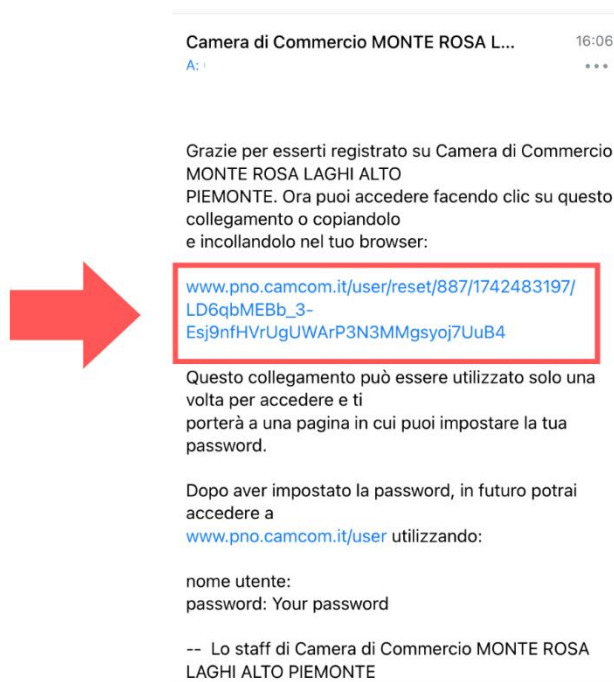 Camera di Commercio MONTE ROSA L... 16:06
A:
Grazie per esserti registrato su Camera di Commercio
MONTE ROSA LAGHI ALTO
PIEMONTE. Ora puoi accedere facendo clic su questo
collegamento o copiandolo
e incollandolo nel tuo browser:
www.pno.camcom.it/user/reset/887/1742483197/
LD6qbMEBb_3-
Esj9nfHVrUgUWArP3N3MMgsyoj7UuB4
Questo collegamento può essere utilizzato solo una
volta per accedere e ti
porterà a una pagina in cui puoi impostare la tua
password.
Dopo aver impostato la password, in futuro potrai
accedere a
www.pno.camcom.it/user utilizzando:
nome utente:
password: Your password
-- Lo staff di Camera di Commercio MONTE ROSA
LAGHI ALTO PIEMONTE